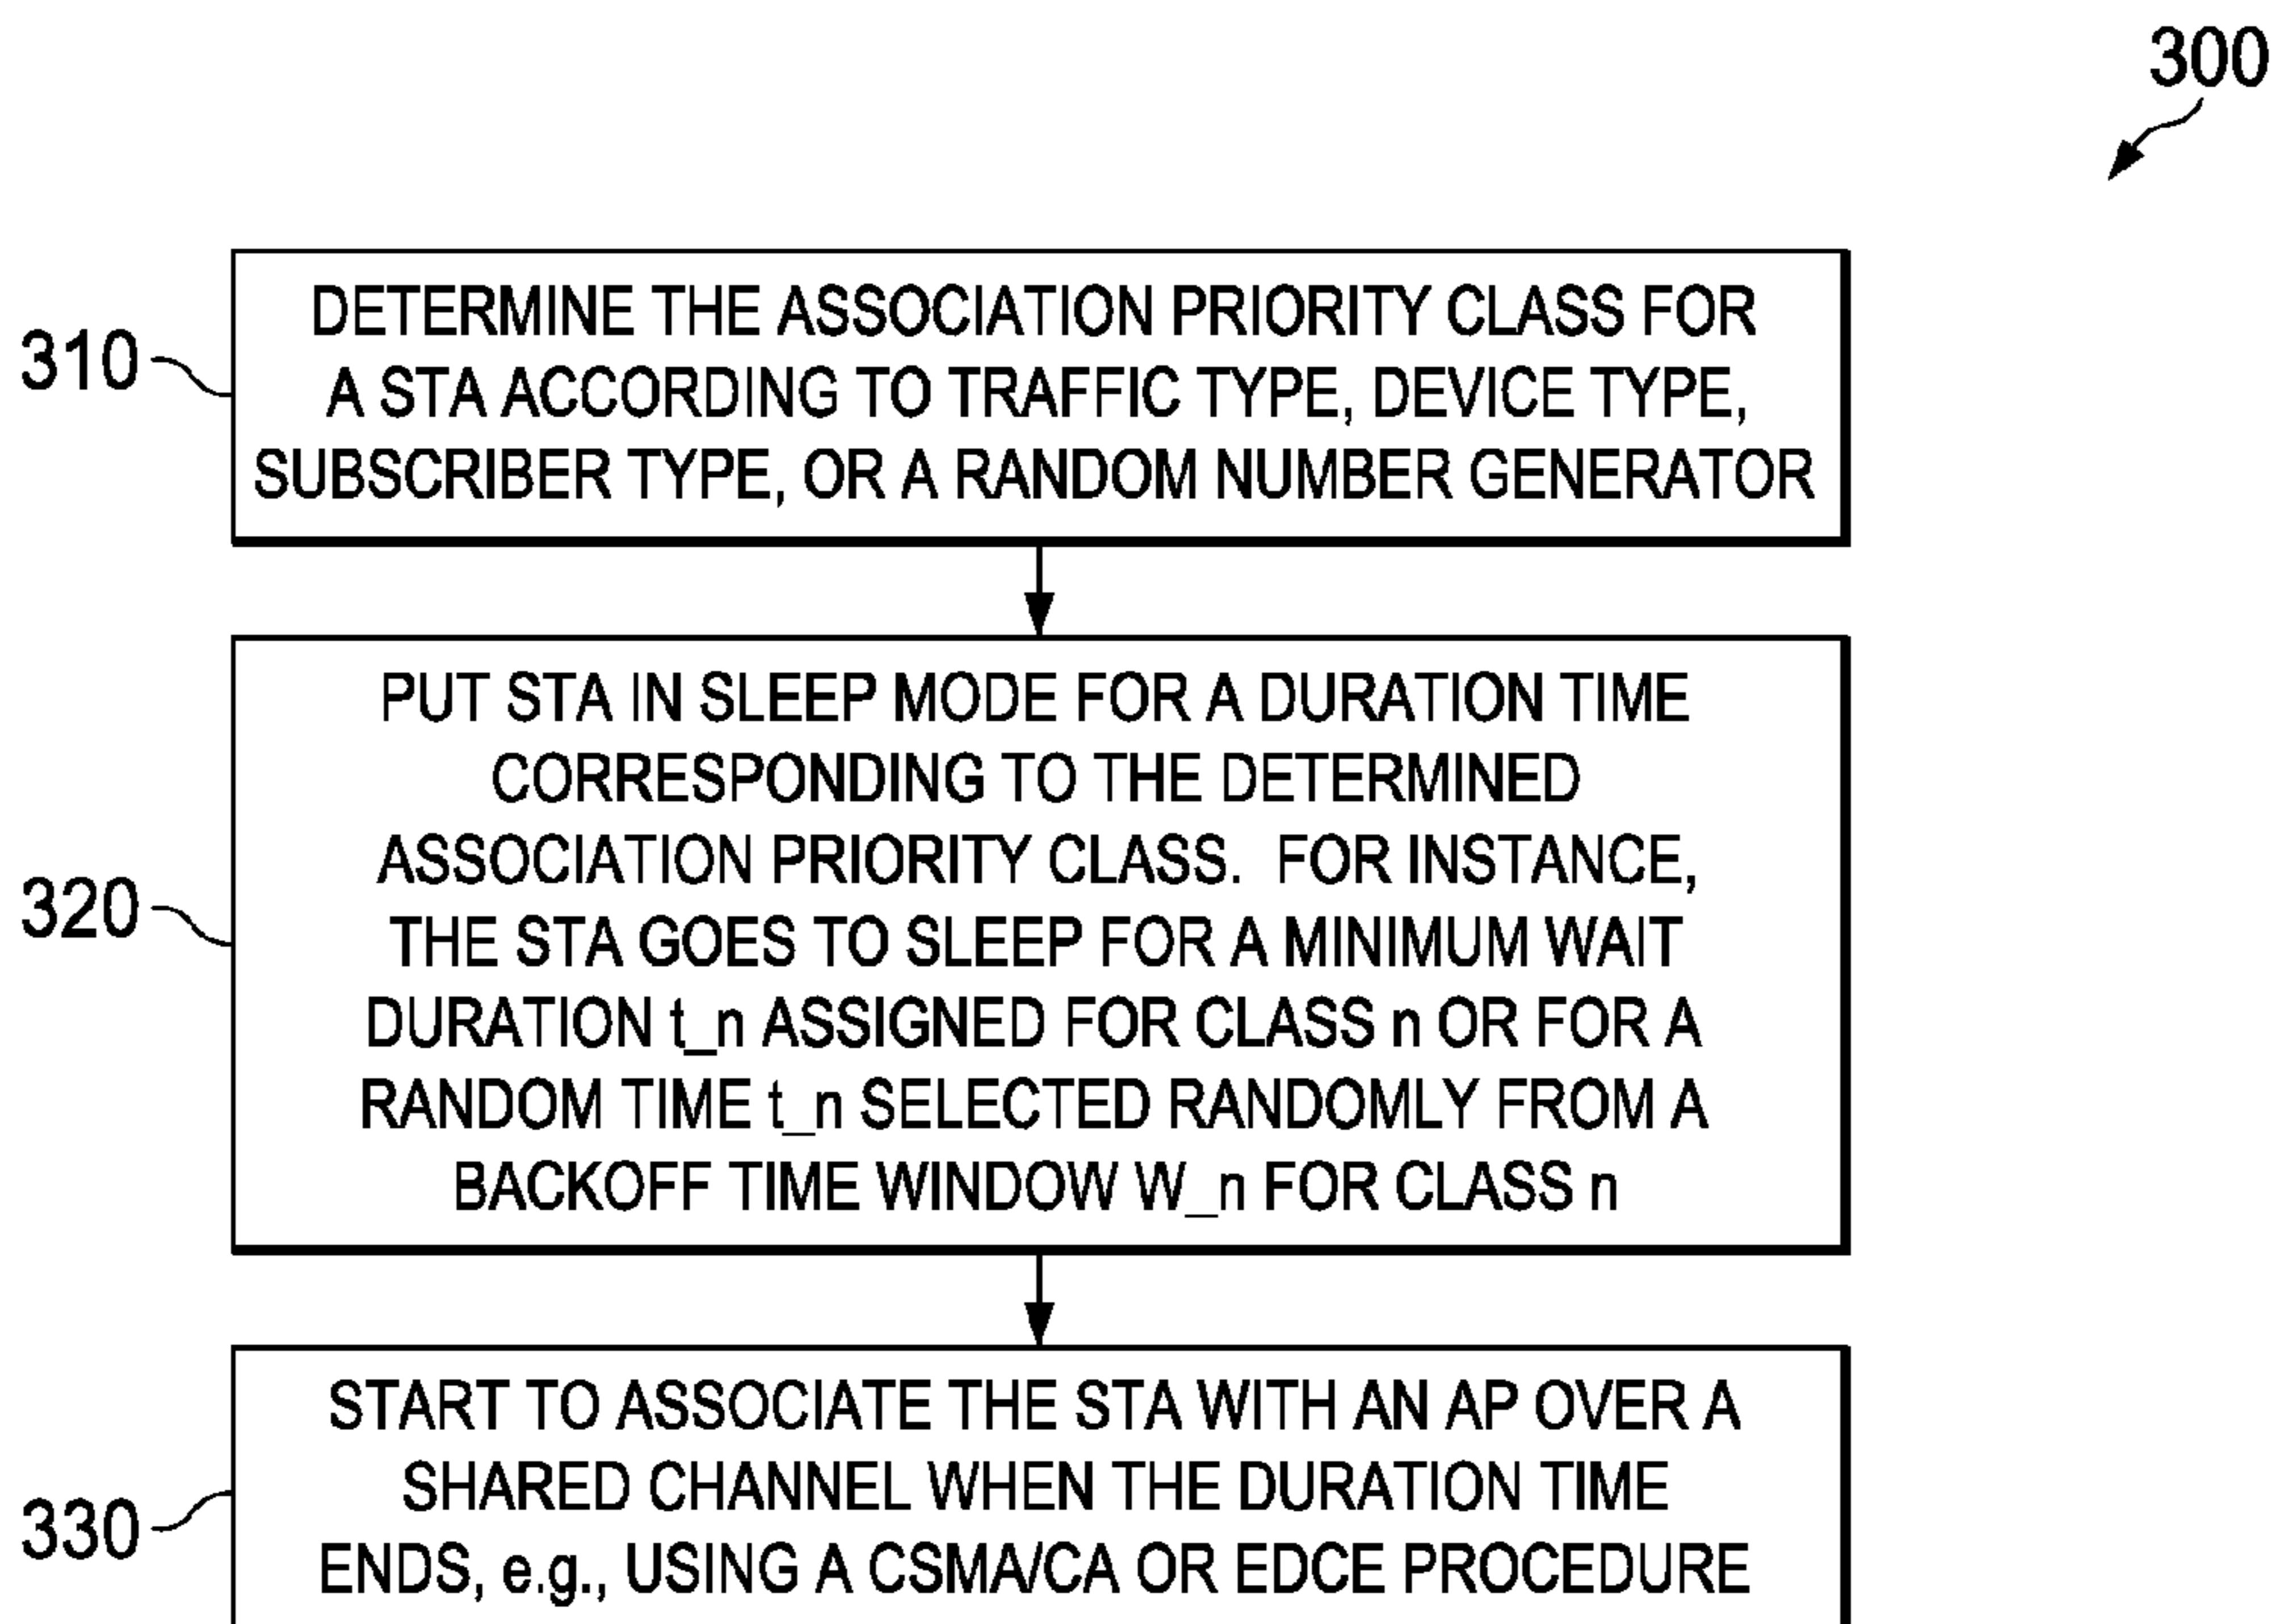 300
310
DETERMINE THE ASSOCIATION PRIORITY CLASS FOR
A STA ACCORDING TO TRAFFIC TYPE, DEVICE TYPE,
SUBSCRIBER TYPE, OR A RANDOM NUMBER GENERATOR
320
PUT STA IN SLEEP MODE FOR A DURATION TIME
CORRESPONDING TO THE DETERMINED
ASSOCIATION PRIORITY CLASS. FOR INSTANCE,
THE STA GOES TO SLEEP FOR A MINIMUM WAIT
DURATION t_n ASSIGNED FOR CLASS n OR FOR A
RANDOM TIME t_n SELECTED RANDOMLY FROM A
BACKOFF TIME WINDOW W_n FOR CLASS n
330
START TO ASSOCIATE THE STA WITH AN AP OVER A
SHARED CHANNEL WHEN THE DURATION TIME
ENDS, e.g., USING A CSMA/CA OR EDCE PROCEDURE